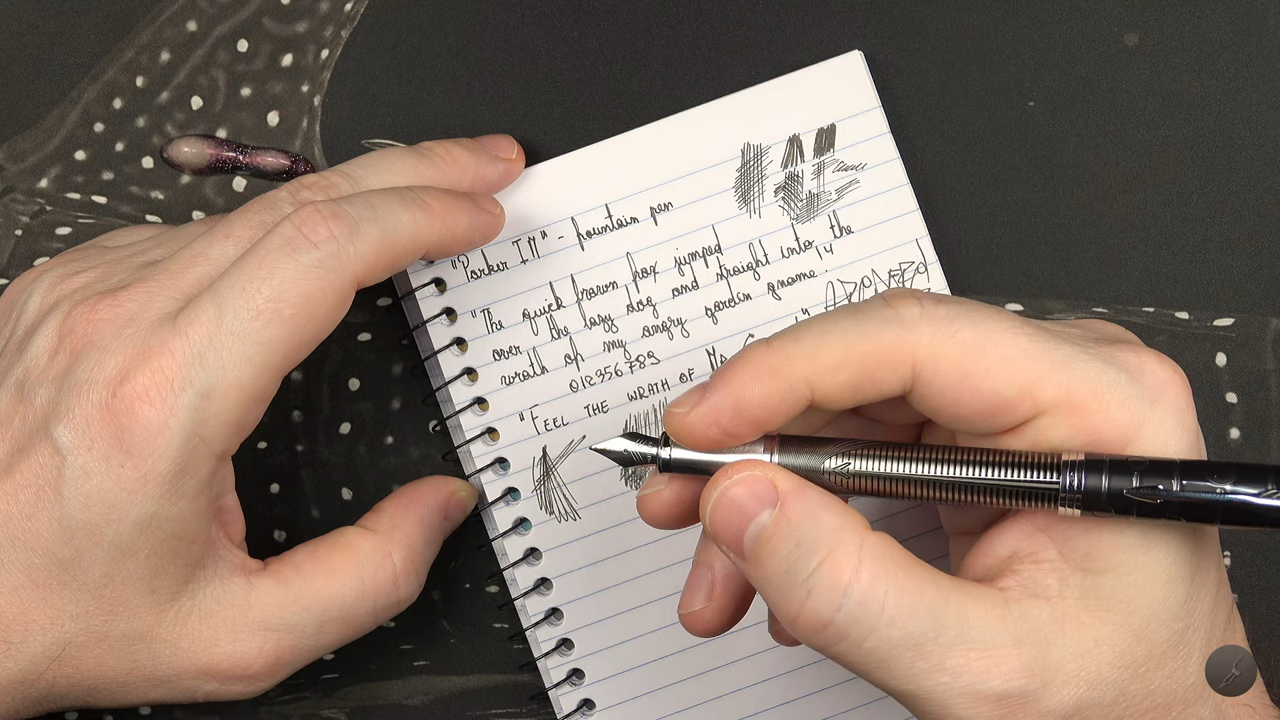 "Parker IM" - fountain pen
"The quick brown fox jumped
over the lazy dog and straight into the
wrath of my angry garden gnome."
012356789
"FEEL THE WRATH OF